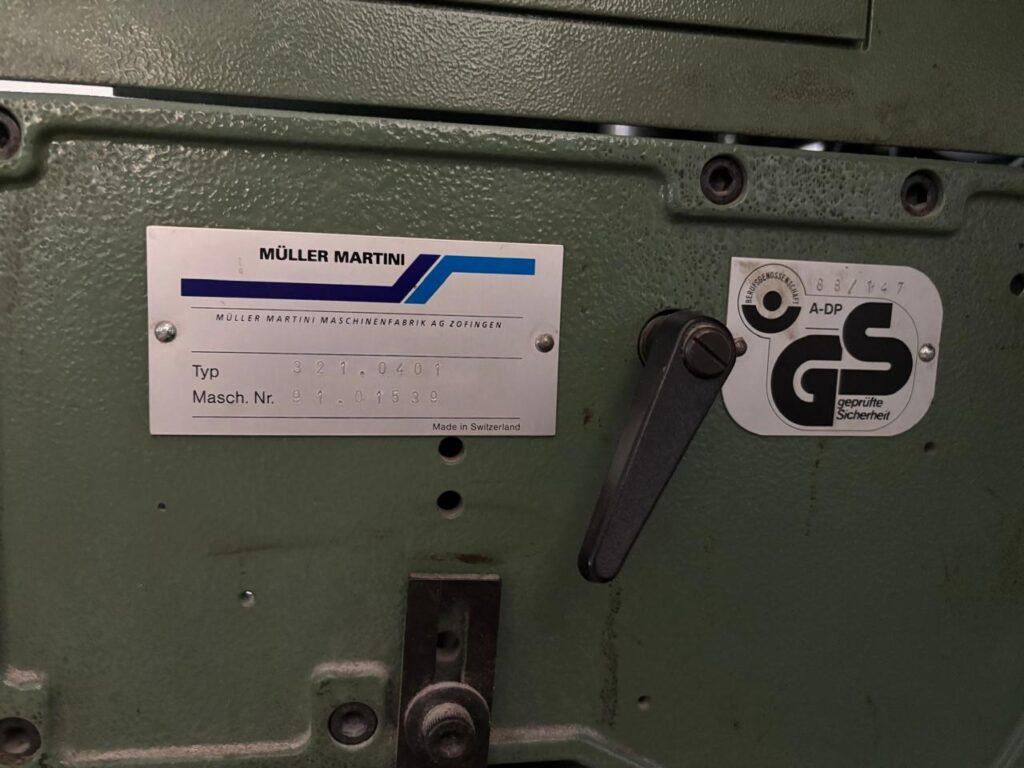 MÜLLER MARTINI
MÜLLER MARTINI MASCHINENFABRIK AG ZOFINGEN
Typ 321.0401
Masch. Nr. 91.01539
Made in Switzerland
BERUFSGENOSSENSCHAFT
88/147
A-DP
GS
geprüfte
Sicherheit